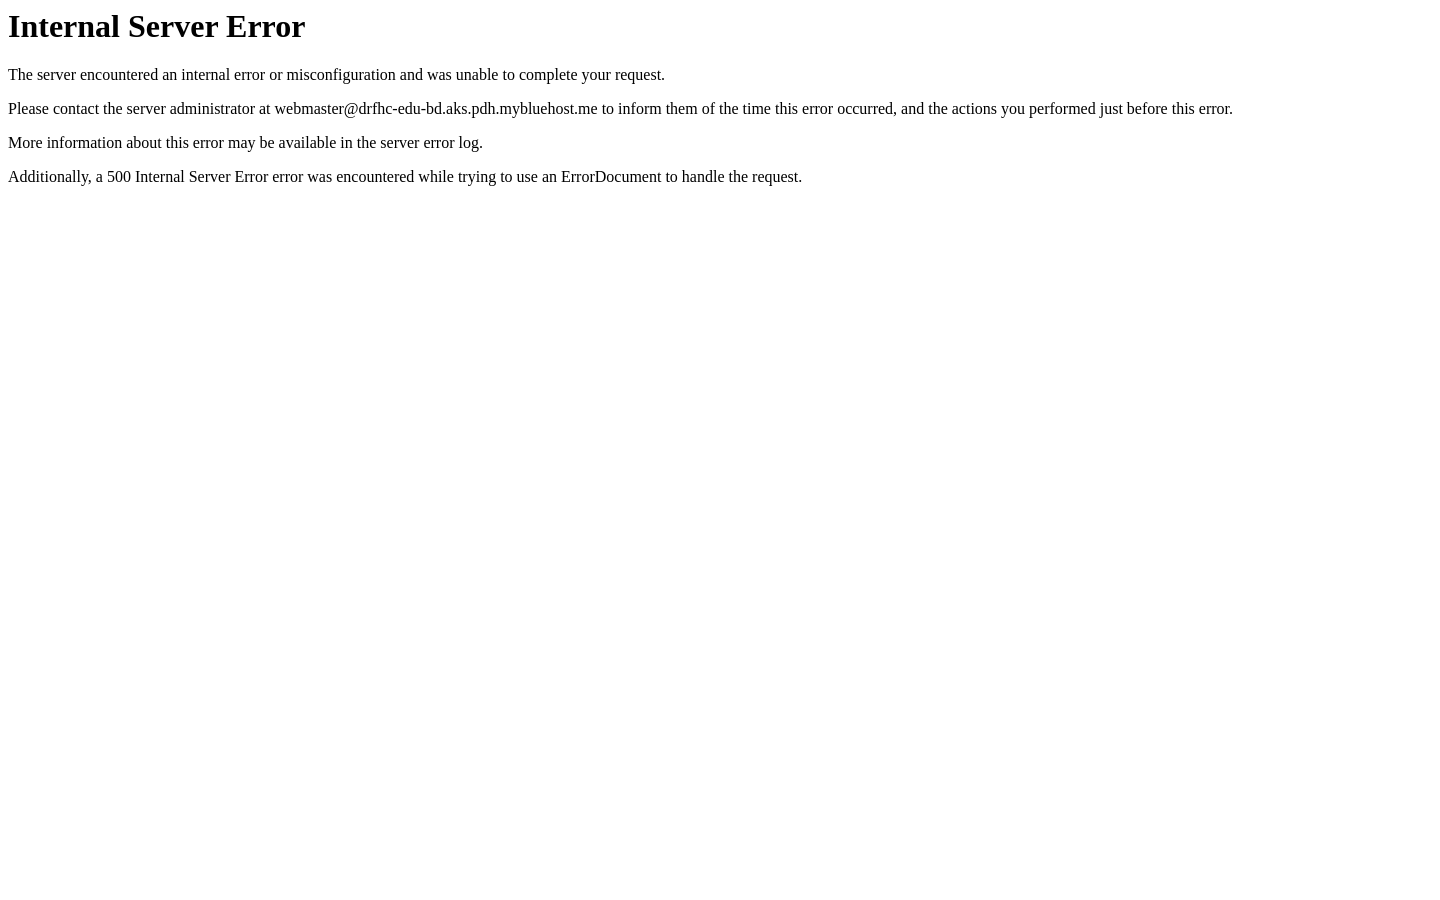 Internal Server Error
The server encountered an internal error or misconfiguration and was unable to complete your request.
Please contact the server administrator at webmaster@drfhc-edu-bd.aks.pdh.mybluehost.me to inform them of the time this error occurred, and the actions you performed just before this error.
More information about this error may be available in the server error log.
Additionally, a 500 Internal Server Error error was encountered while trying to use an ErrorDocument to handle the request.